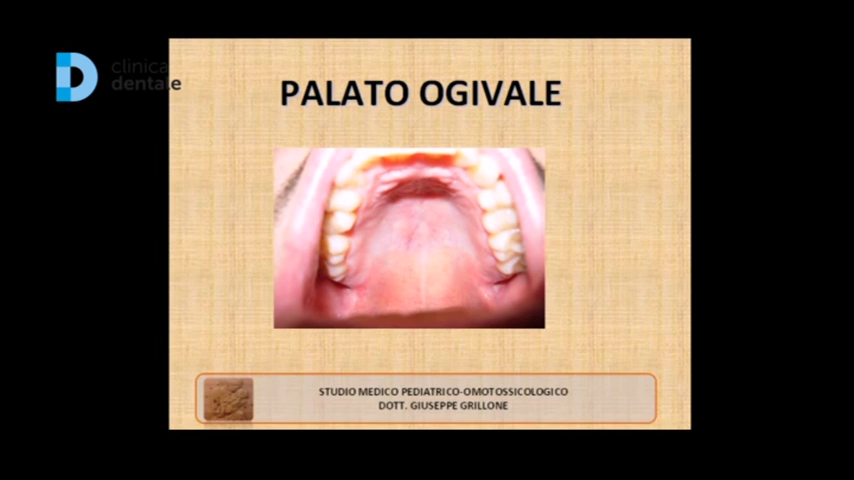 clinica
dentale
PALATO OGIVALE
STUDIO MEDICO PEDIATRICO-OMOTOSSICOLOGICO
DOTT. GIUSEPPE GRILLONE